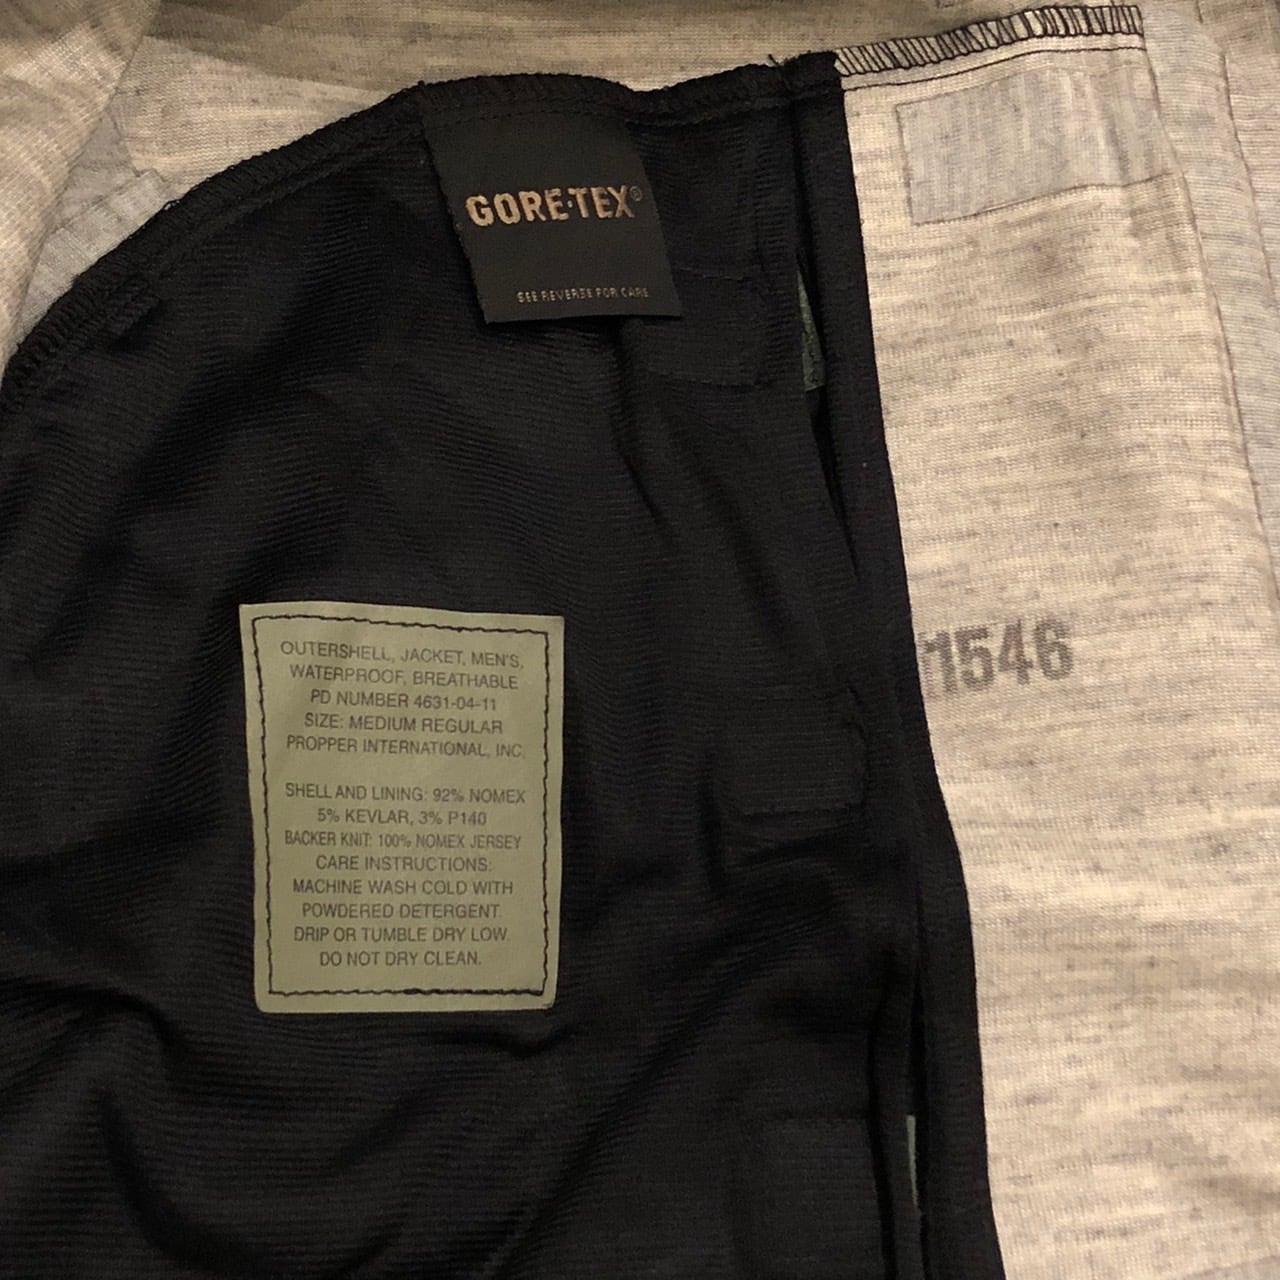 GORE-TEX®
SEE REVERSE FOR CARE
OUTERSHELL, JACKET, MEN'S,
WATERPROOF, BREATHABLE
PD NUMBER 4631-04-11
SIZE: MEDIUM REGULAR
PROPPER INTERNATIONAL, INC.
SHELL AND LINING: 92% NOMEX
5% KEVLAR, 3% P140
BACKER KNIT: 100% NOMEX JERSEY
CARE INSTRUCTIONS:
MACHINE WASH COLD WITH
POWDERED DETERGENT.
DRIP OR TUMBLE DRY LOW.
DO NOT DRY CLEAN.
1546